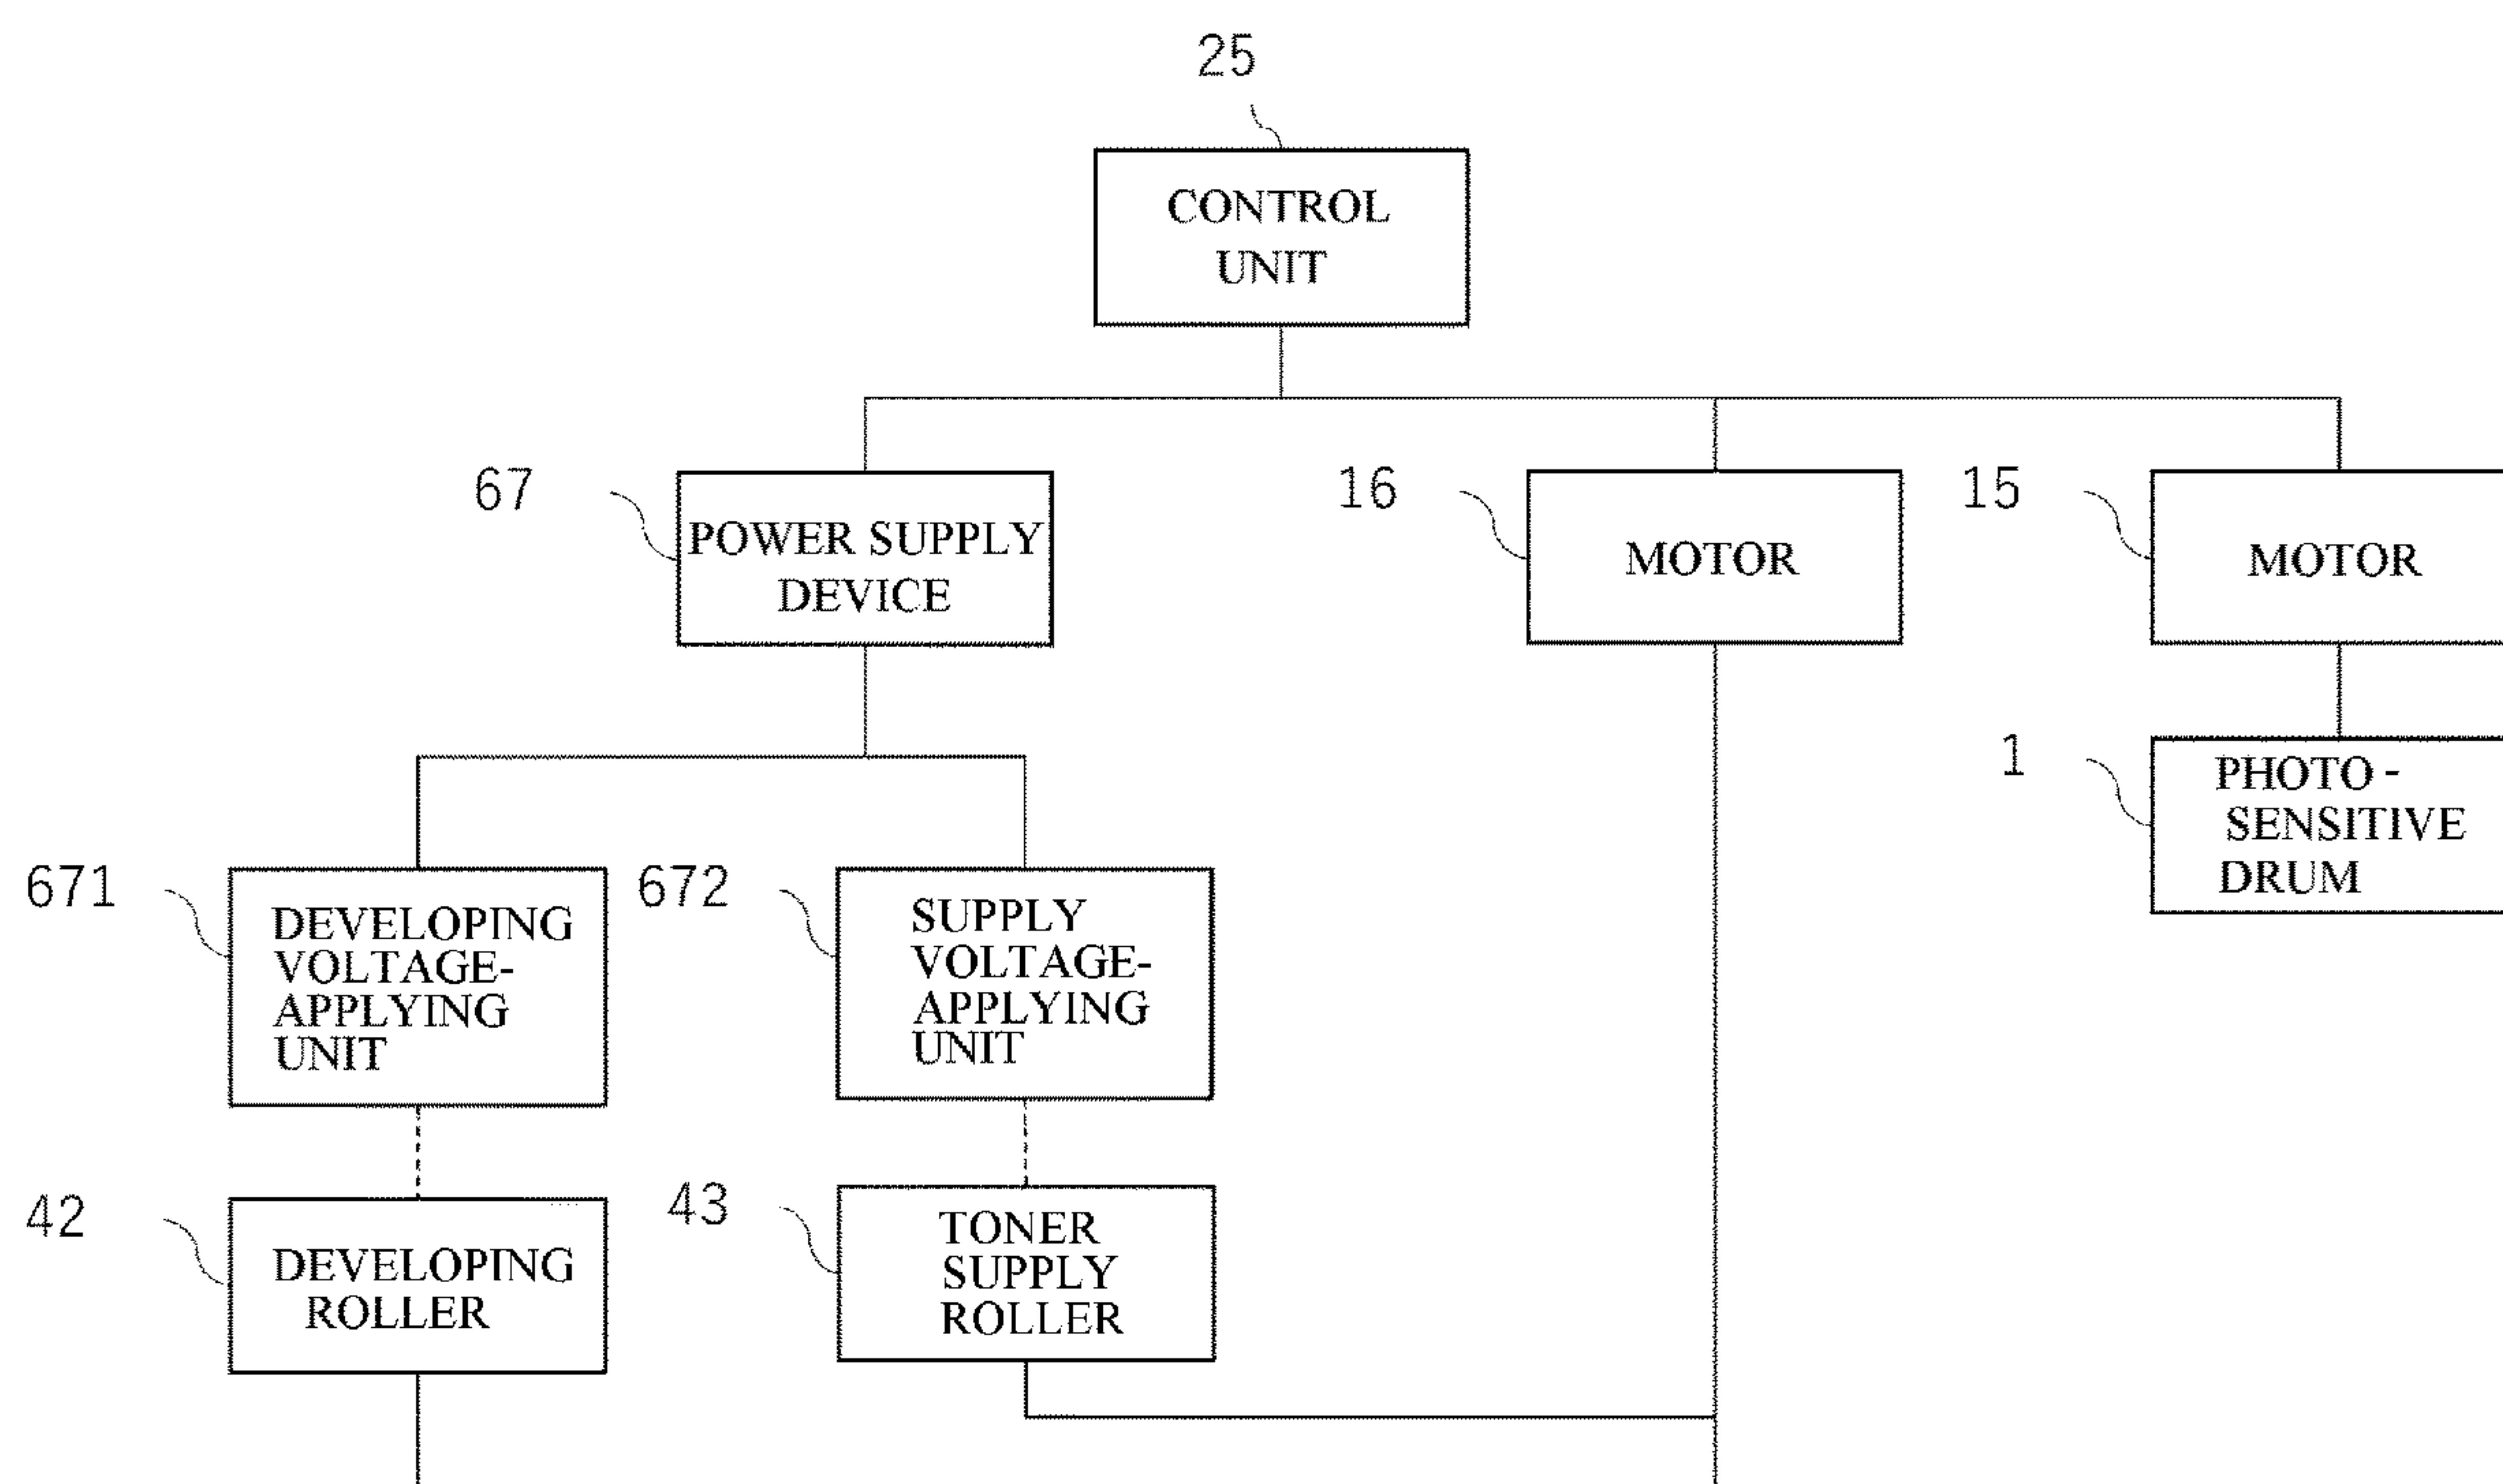 25
CONTROL
UNIT
67
POWER SUPPLY
DEVICE
16
MOTOR
15
MOTOR
1
PHOTO -
SENSITIVE
DRUM
671
DEVELOPING
VOLTAGE-
APPLYING
UNIT
672
SUPPLY
VOLTAGE-
APPLYING
UNIT
42
DEVELOPING
ROLLER
43
TONER
SUPPLY
ROLLER